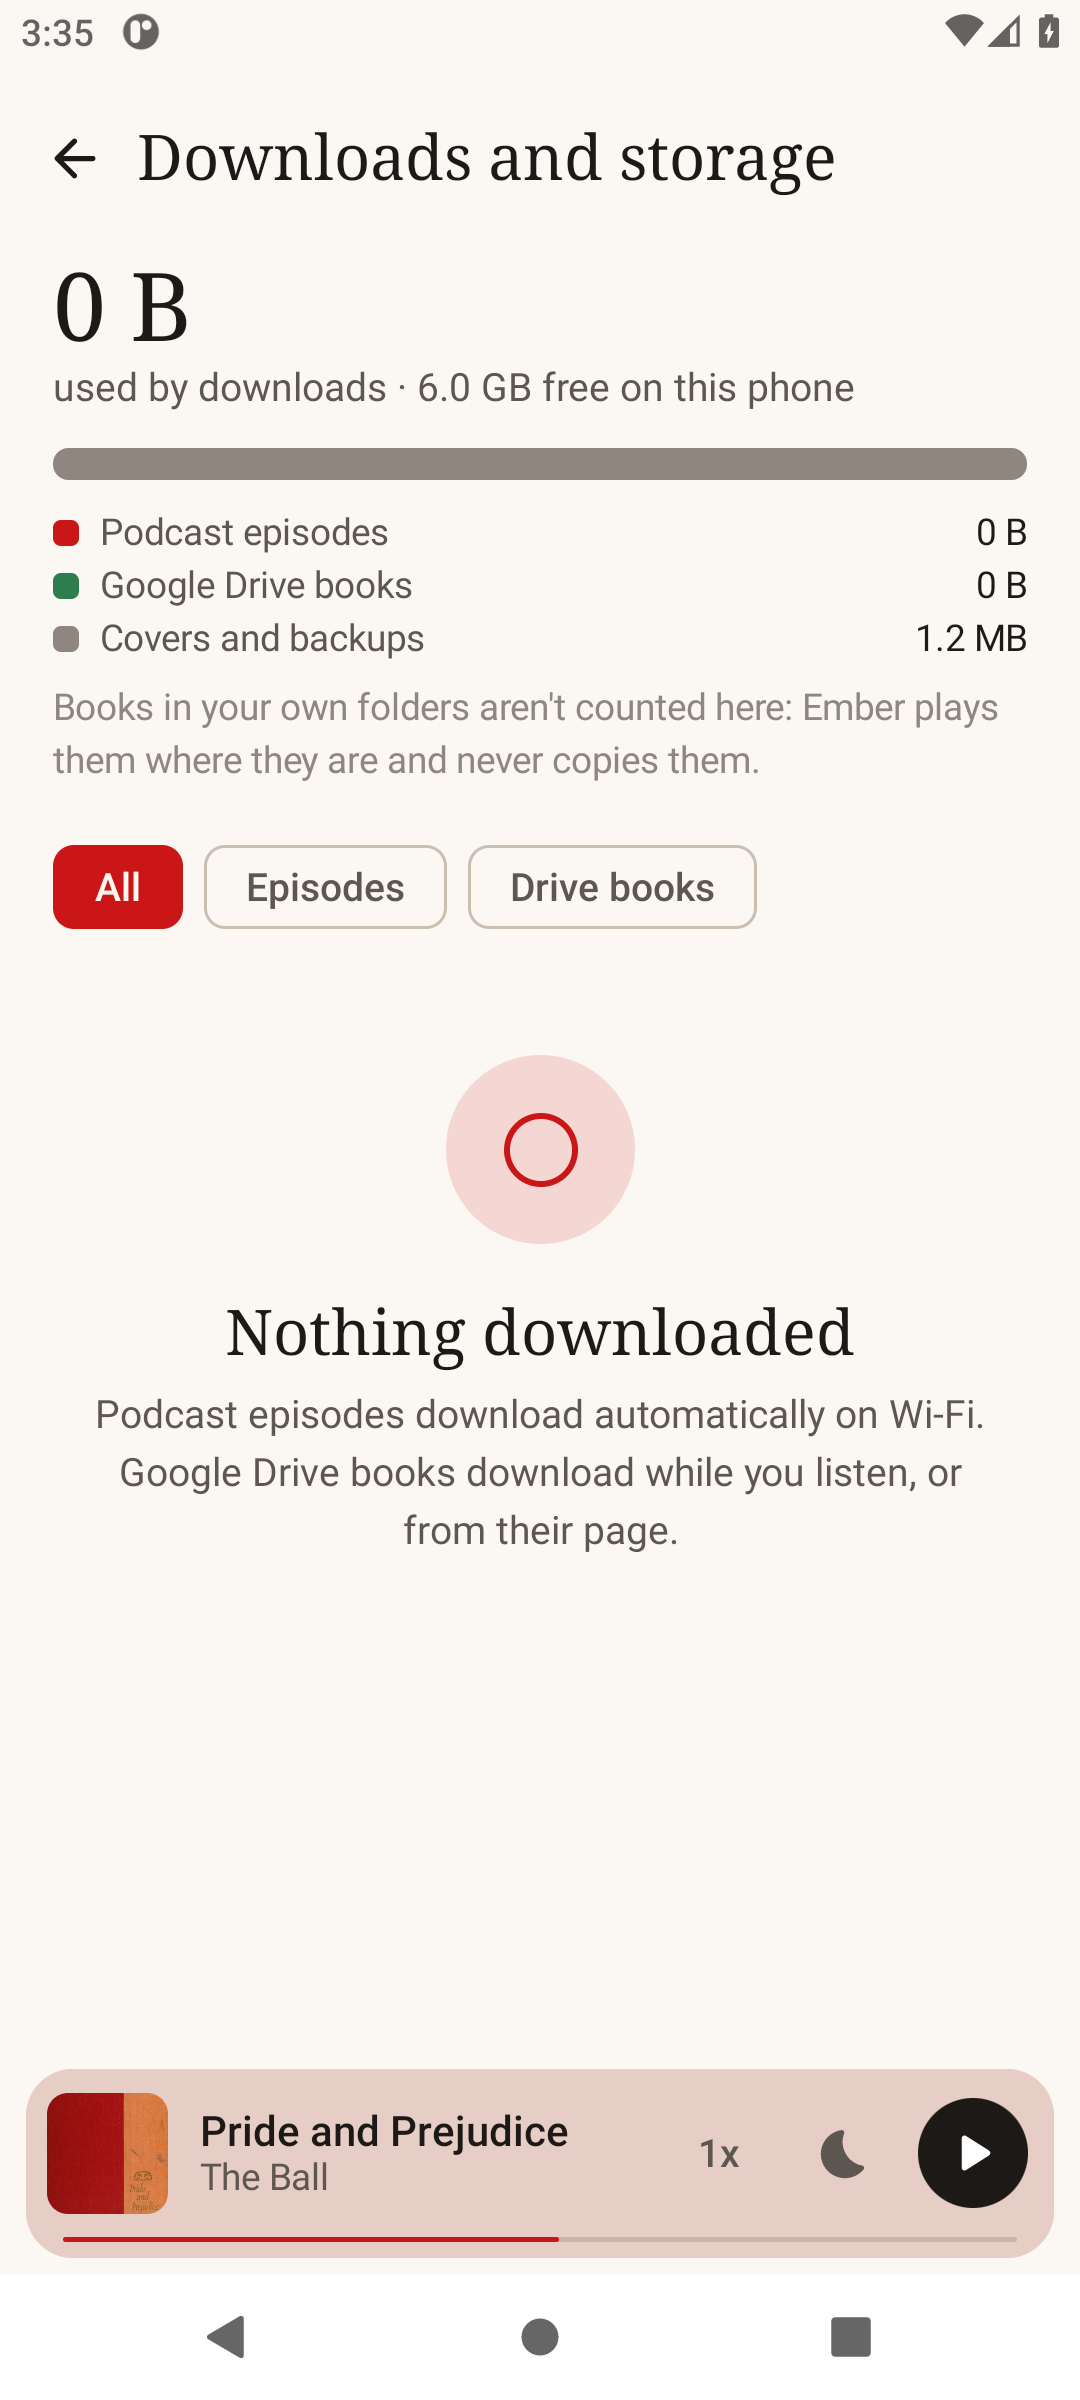 3:35
Downloads and storage
0 B
used by downloads · 6.0 GB free on this phone
Podcast episodes 0 B
Google Drive books 0 B
Covers and backups 1.2 MB
Books in your own folders aren't counted here: Ember plays
them where they are and never copies them.
All Episodes Drive books
Nothing downloaded
Podcast episodes download automatically on Wi-Fi.
Google Drive books download while you listen, or
from their page.
Pride and Prejudice
The Ball
1x
Pride
and
Prejudice